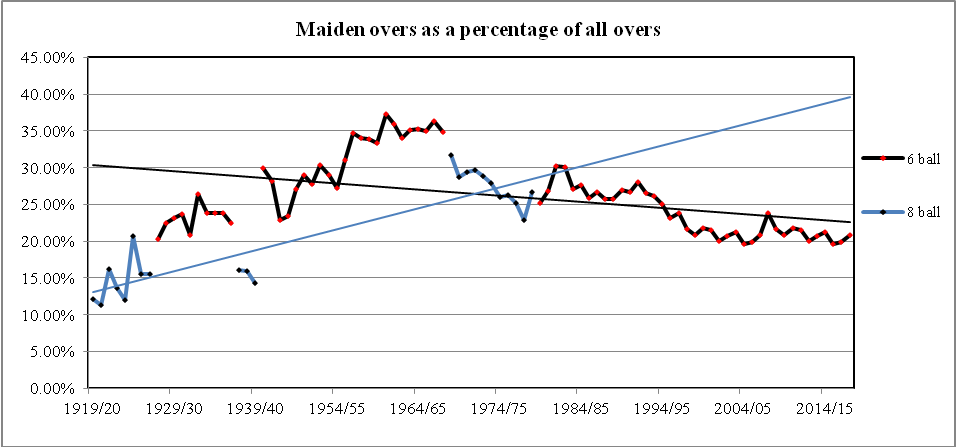 Maiden overs as a percentage of all overs
45.00%
40.00%
35.00%
30.00%
25.00%
20.00%
15.00%
10.00%
5.00%
0.00%
1919/20 1929/30 1939/40 1954/55 1964/65 1974/75 1984/85 1994/95 2004/05 2014/15
6 ball
8 ball